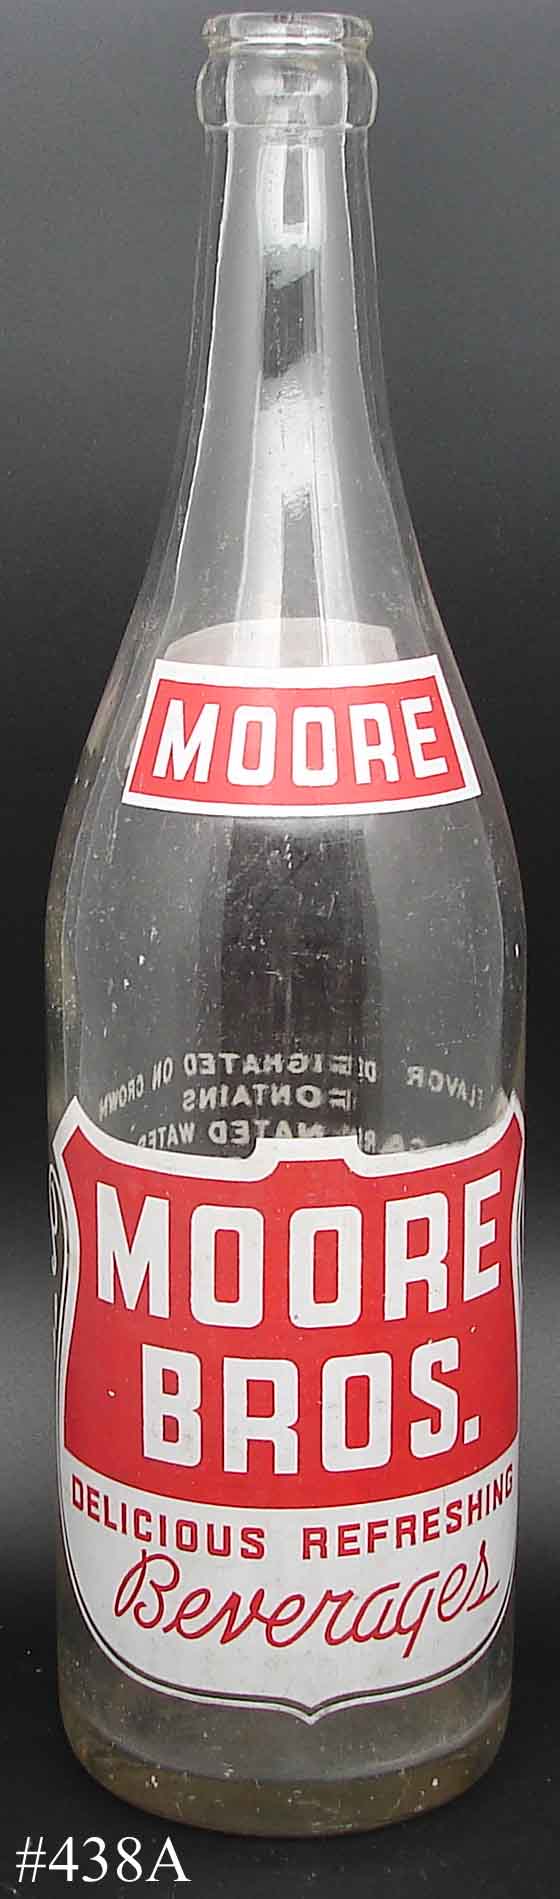 MOORE
FLAVOR DESIGNATED ON CROWN
CONTAINS
CARBONATED WATER
MOORE
BROS.
DELICIOUS REFRESHING
Beverages
#438A